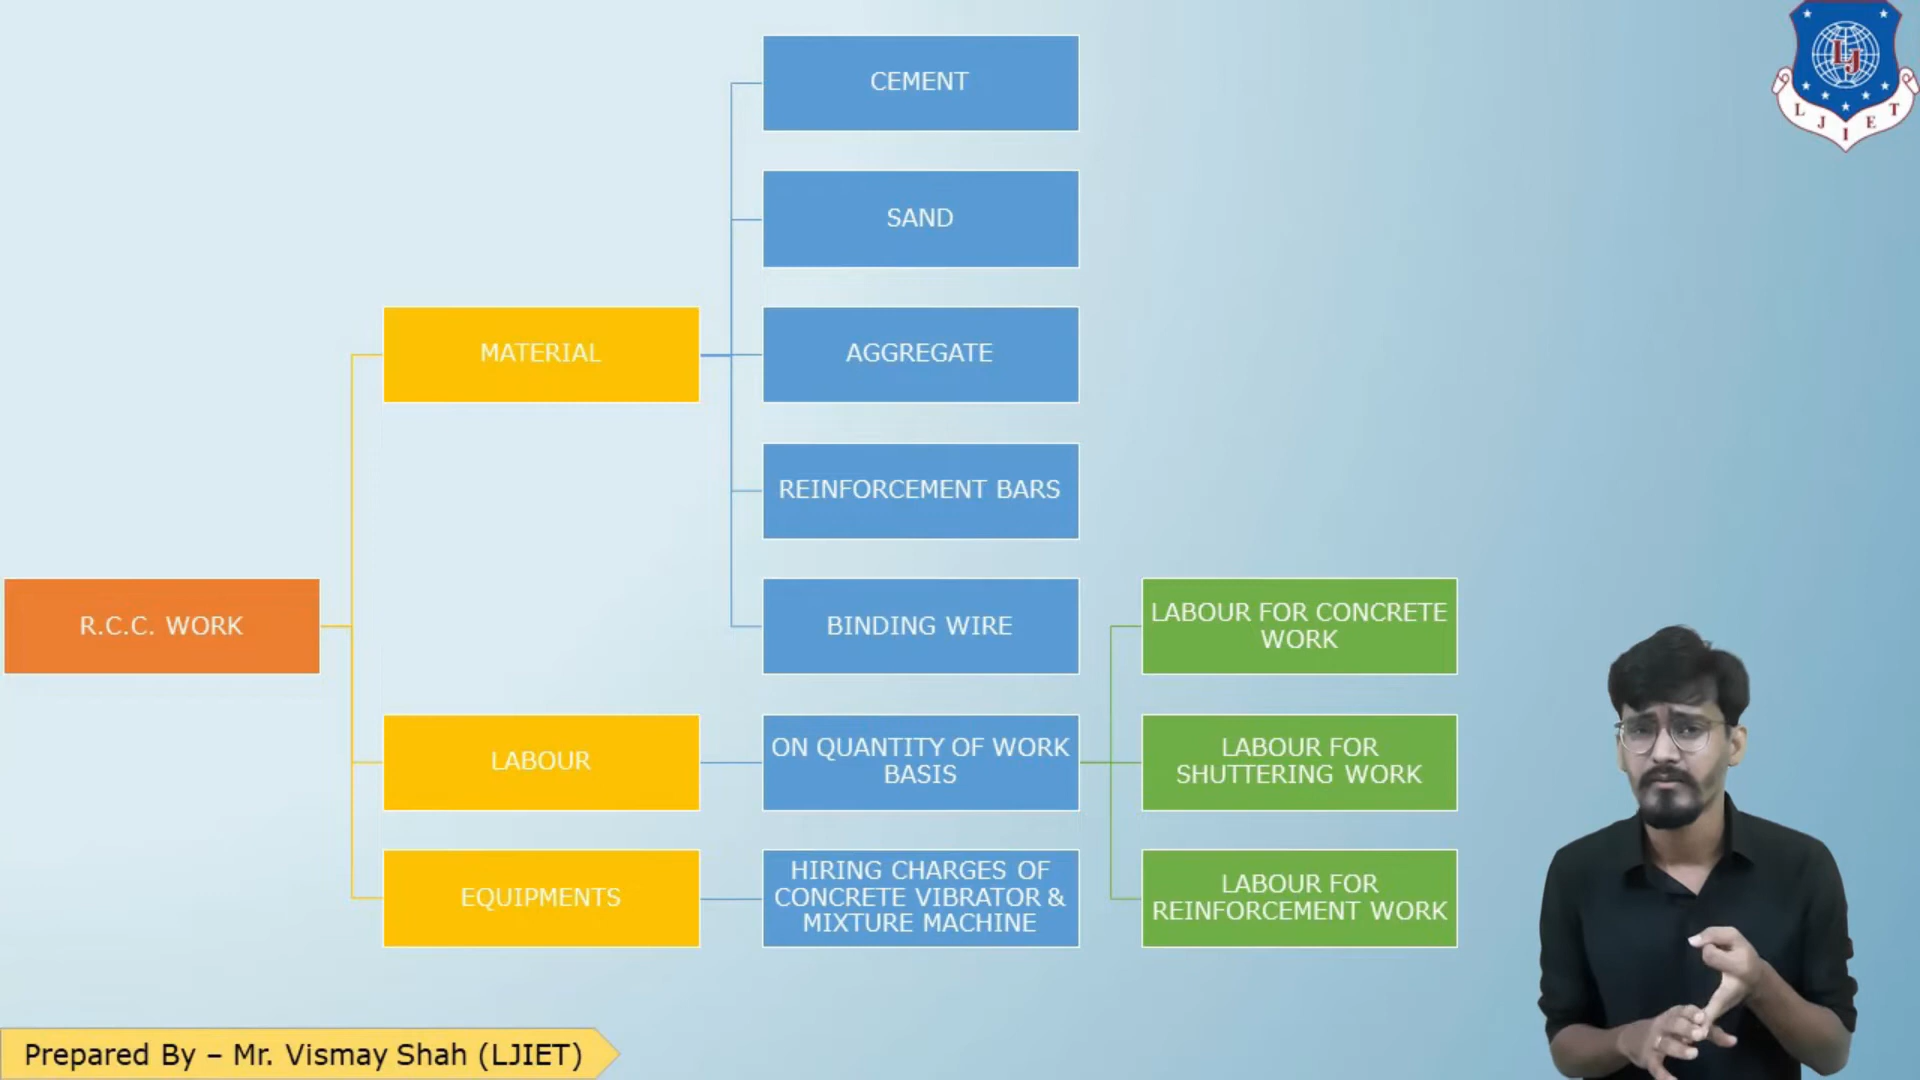 CEMENT
SAND
MATERIAL
AGGREGATE
REINFORCEMENT BARS
R.C.C. WORK
BINDING WIRE
LABOUR FOR CONCRETE
WORK
LABOUR
ON QUANTITY OF WORK
BASIS
LABOUR FOR
SHUTTERING WORK
EQUIPMENTS
HIRING CHARGES OF
CONCRETE VIBRATOR &
MIXTURE MACHINE
LABOUR FOR
REINFORCEMENT WORK
LJ
L J I E T
Prepared By – Mr. Vismay Shah (LJIET)